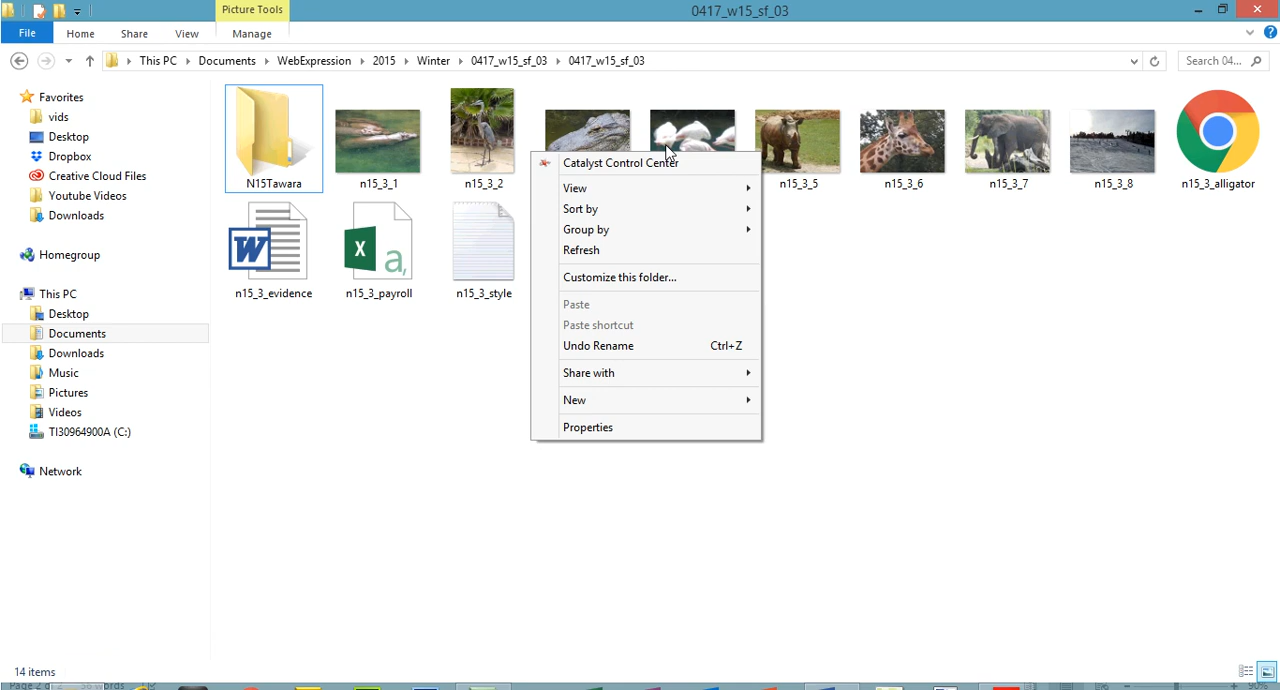 Picture Tools
0417_w15_sf_03
File
Home
Share
View
Manage
This PC
Documents
WebExpression
2015
Winter
0417_w15_sf_03
0417_w15_sf_03
Search 04...
Favorites
vids
Desktop
Dropbox
Creative Cloud Files
Youtube Videos
Downloads
Homegroup
This PC
Desktop
Documents
Downloads
Music
Pictures
Videos
TI30964900A (C:)
Network
N15Tawara
n15_3_1
n15_3_2
n15_3_5
n15_3_6
n15_3_7
n15_3_8
n15_3_alligator
n15_3_evidence
n15_3_payroll
n15_3_style
Catalyst Control Center
View
Sort by
Group by
Refresh
Customize this folder...
Paste
Paste shortcut
Undo Rename Ctrl+Z
Share with
New
Properties
14 items